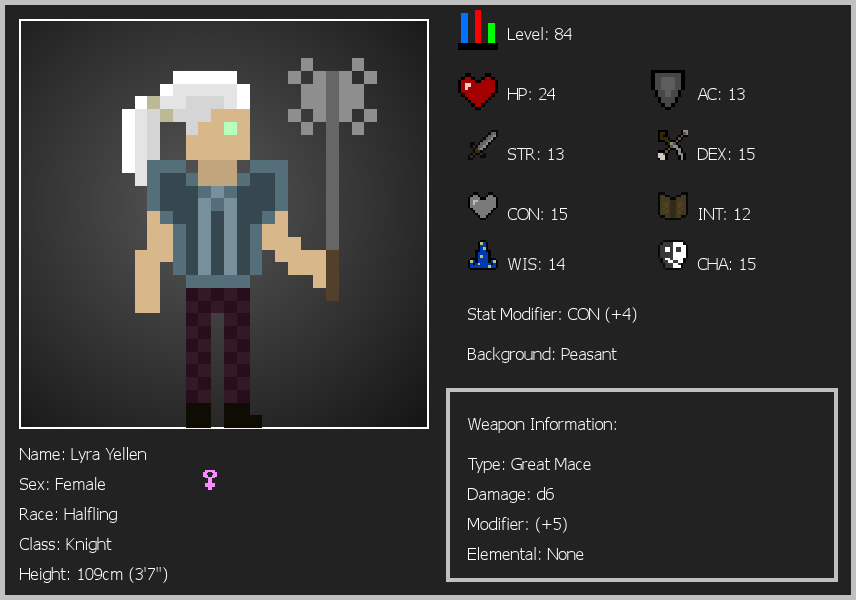 Level: 84
HP: 24
AC: 13
STR: 13
DEX: 15
CON: 15
INT: 12
WIS: 14
CHA: 15
Stat Modifier: CON (+4)
Background: Peasant
Weapon Information:
Type: Great Mace
Damage: d6
Modifier: (+5)
Elemental: None
Name: Lyra Yellen
Sex: Female
Race: Halfling
Class: Knight
Height: 109cm (3'7")